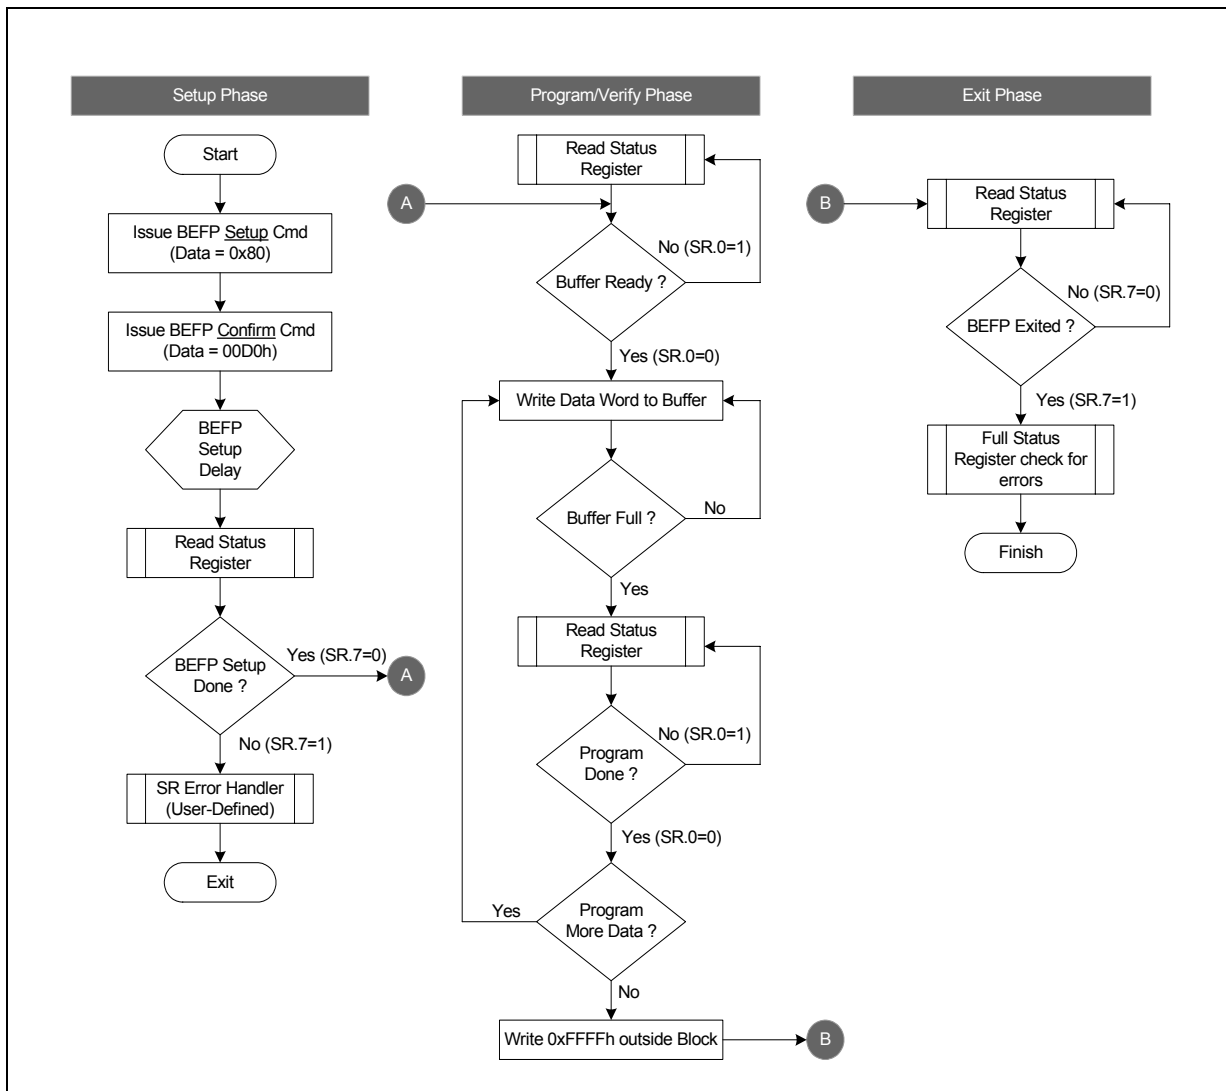 Setup Phase
Start
Issue BEFP Setup Cmd
(Data = 0x80)
Issue BEFP Confirm Cmd
(Data = 00D0h)
BEFP
Setup
Delay
Read Status
Register
BEFP Setup
Done ?
Yes (SR.7=0)
A
No (SR.7=1)
SR Error Handler
(User-Defined)
Exit
Program/Verify Phase
Read Status
Register
A
No (SR.0=1)
Buffer Ready ?
Yes (SR.0=0)
Write Data Word to Buffer
Buffer Full ?
No
Yes
Read Status
Register
No (SR.0=1)
Program
Done ?
Yes (SR.0=0)
Yes
Program
More Data ?
No
Write 0xFFFFh outside Block
B
Exit Phase
B
Read Status
Register
No (SR.7=0)
BEFP Exited ?
Yes (SR.7=1)
Full Status
Register check for
errors
Finish